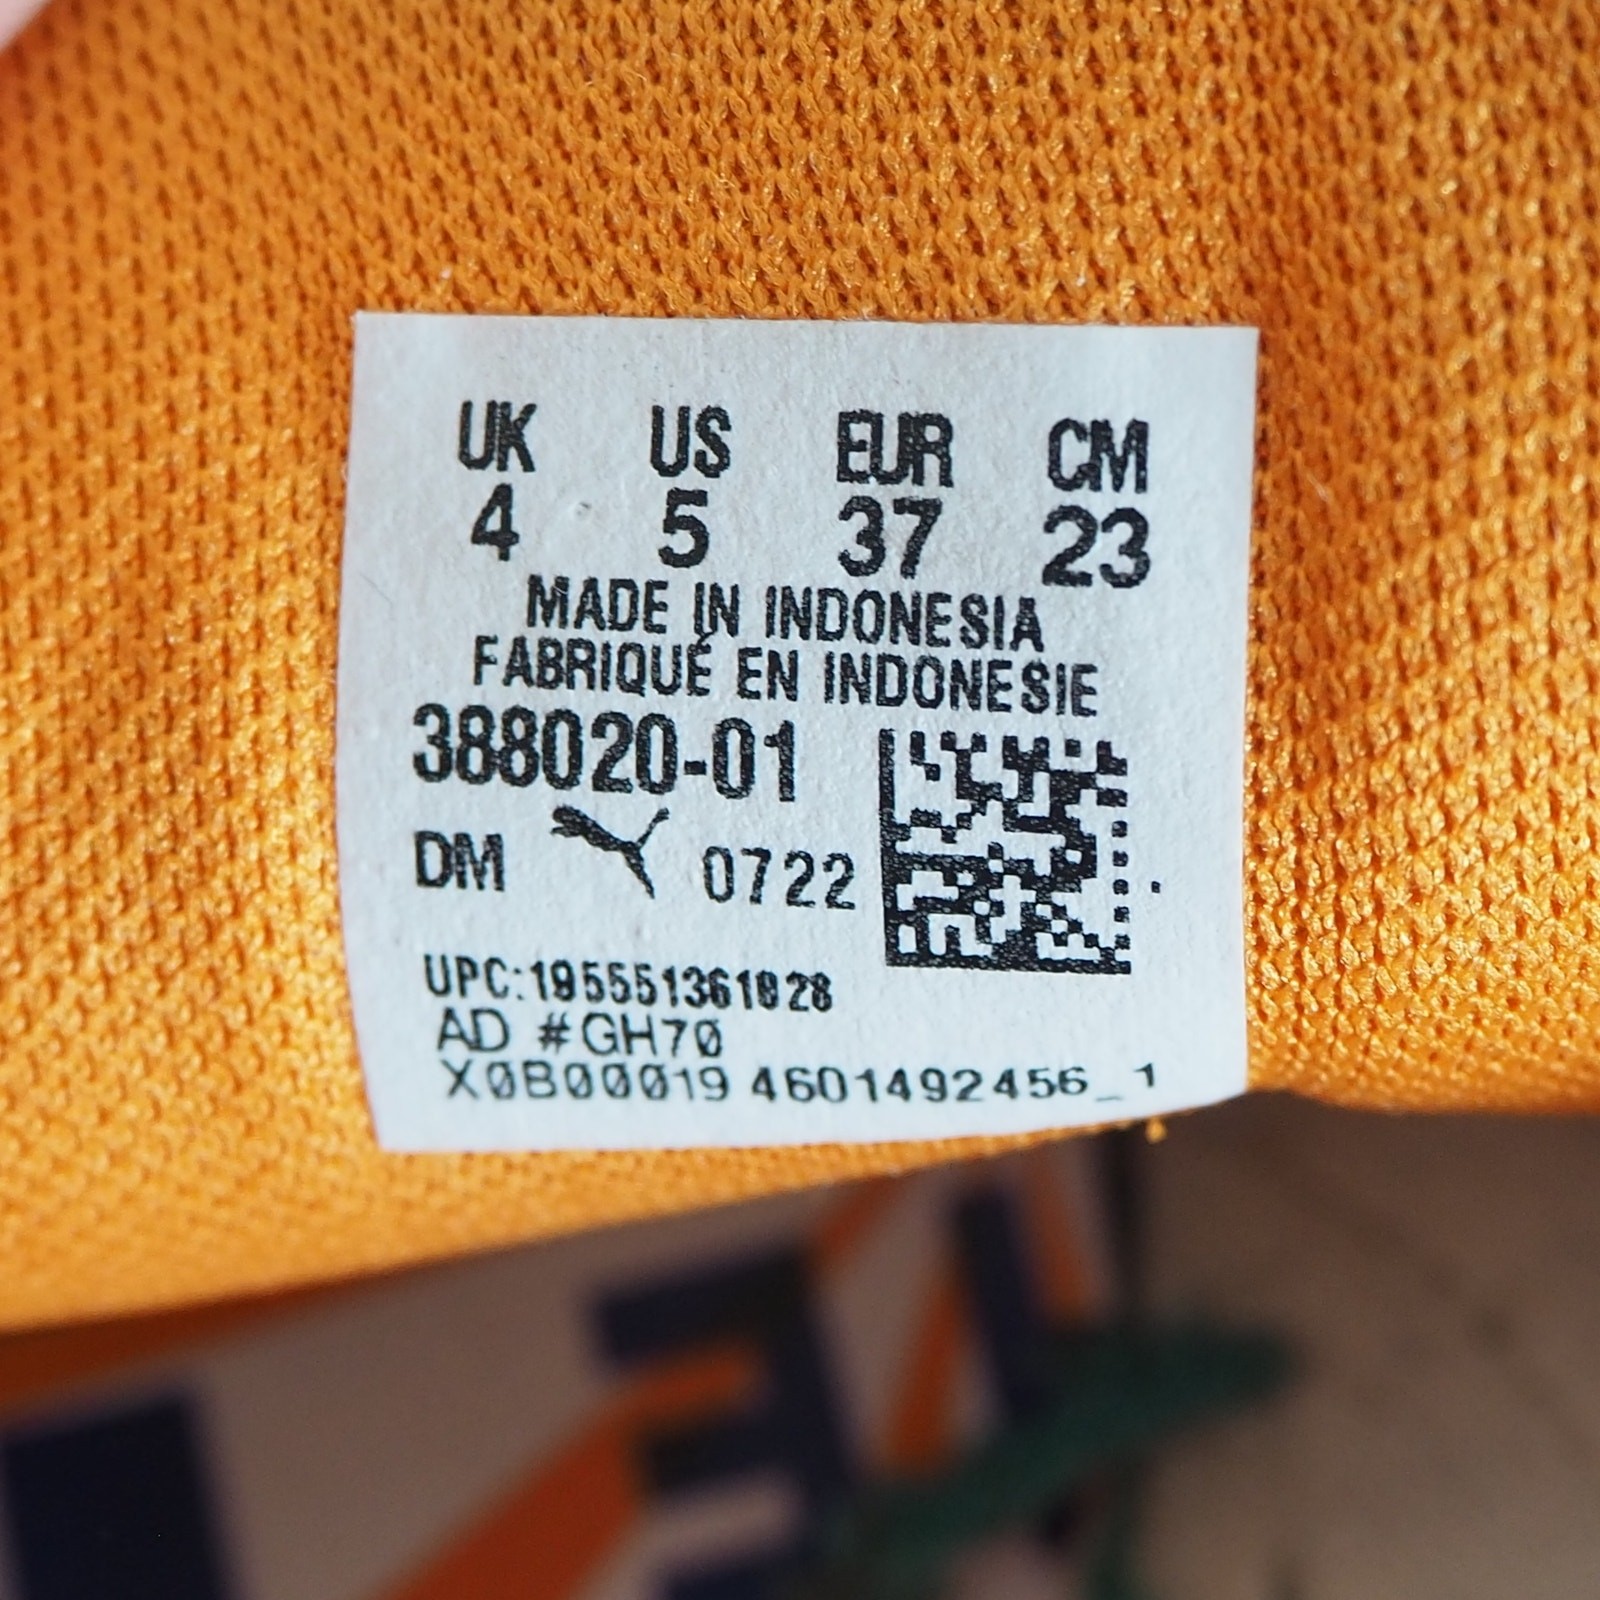 UK US EUR CM
4 5 37 23
MADE IN INDONESIA
FABRIQUÉ EN INDONESIE
388020-01
DM 0722
UPC:195551361828
AD #GH70
X0B00019 4601492456_1